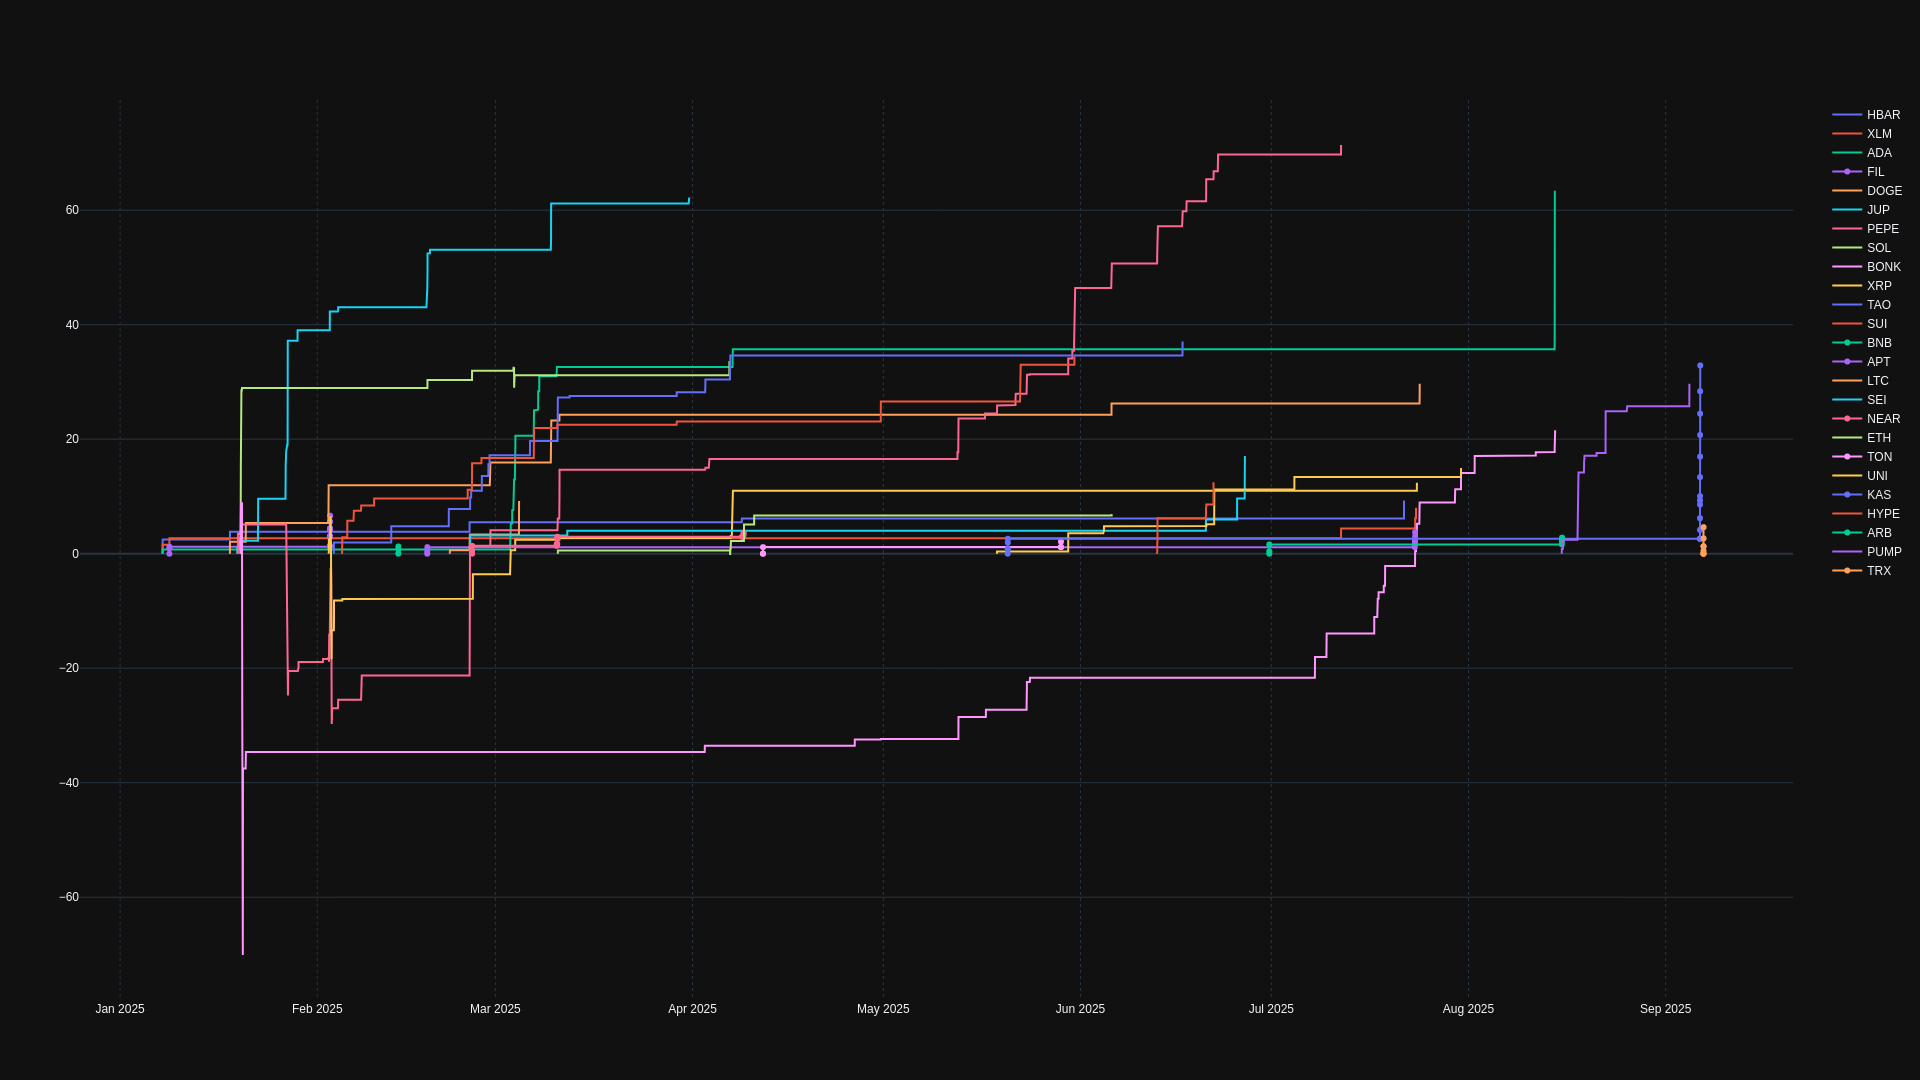 60
40
20
0
−20
−40
−60
Jan 2025
Feb 2025
Mar 2025
Apr 2025
May 2025
Jun 2025
Jul 2025
Aug 2025
Sep 2025
HBAR
XLM
ADA
FIL
DOGE
JUP
PEPE
SOL
BONK
XRP
TAO
SUI
BNB
APT
LTC
SEI
NEAR
ETH
TON
UNI
KAS
HYPE
ARB
PUMP
TRX